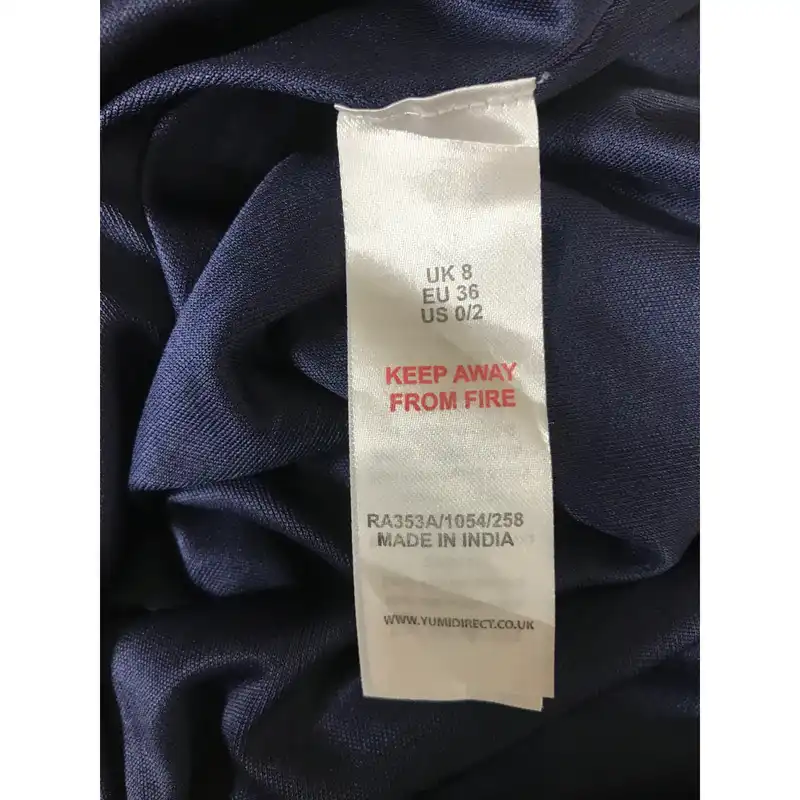 UK 8
EU 36
US 0/2
KEEP AWAY
FROM FIRE
RA353A/1054/258
MADE IN INDIA
WWW.YUMIDIRECT.CO.UK